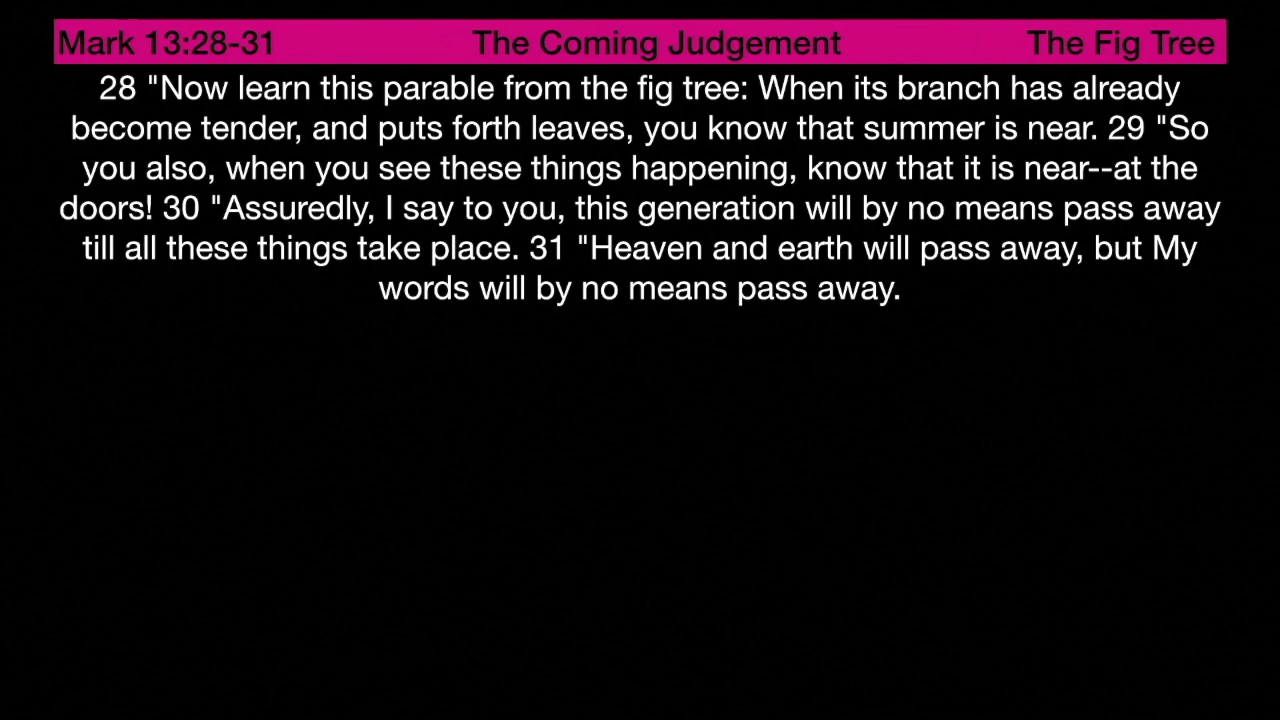 Mark 13:28-31 The Coming Judgement The Fig Tree
28 "Now learn this parable from the fig tree: When its branch has already
become tender, and puts forth leaves, you know that summer is near. 29 "So
you also, when you see these things happening, know that it is near--at the
doors! 30 "Assuredly, I say to you, this generation will by no means pass away
till all these things take place. 31 "Heaven and earth will pass away, but My
words will by no means pass away.